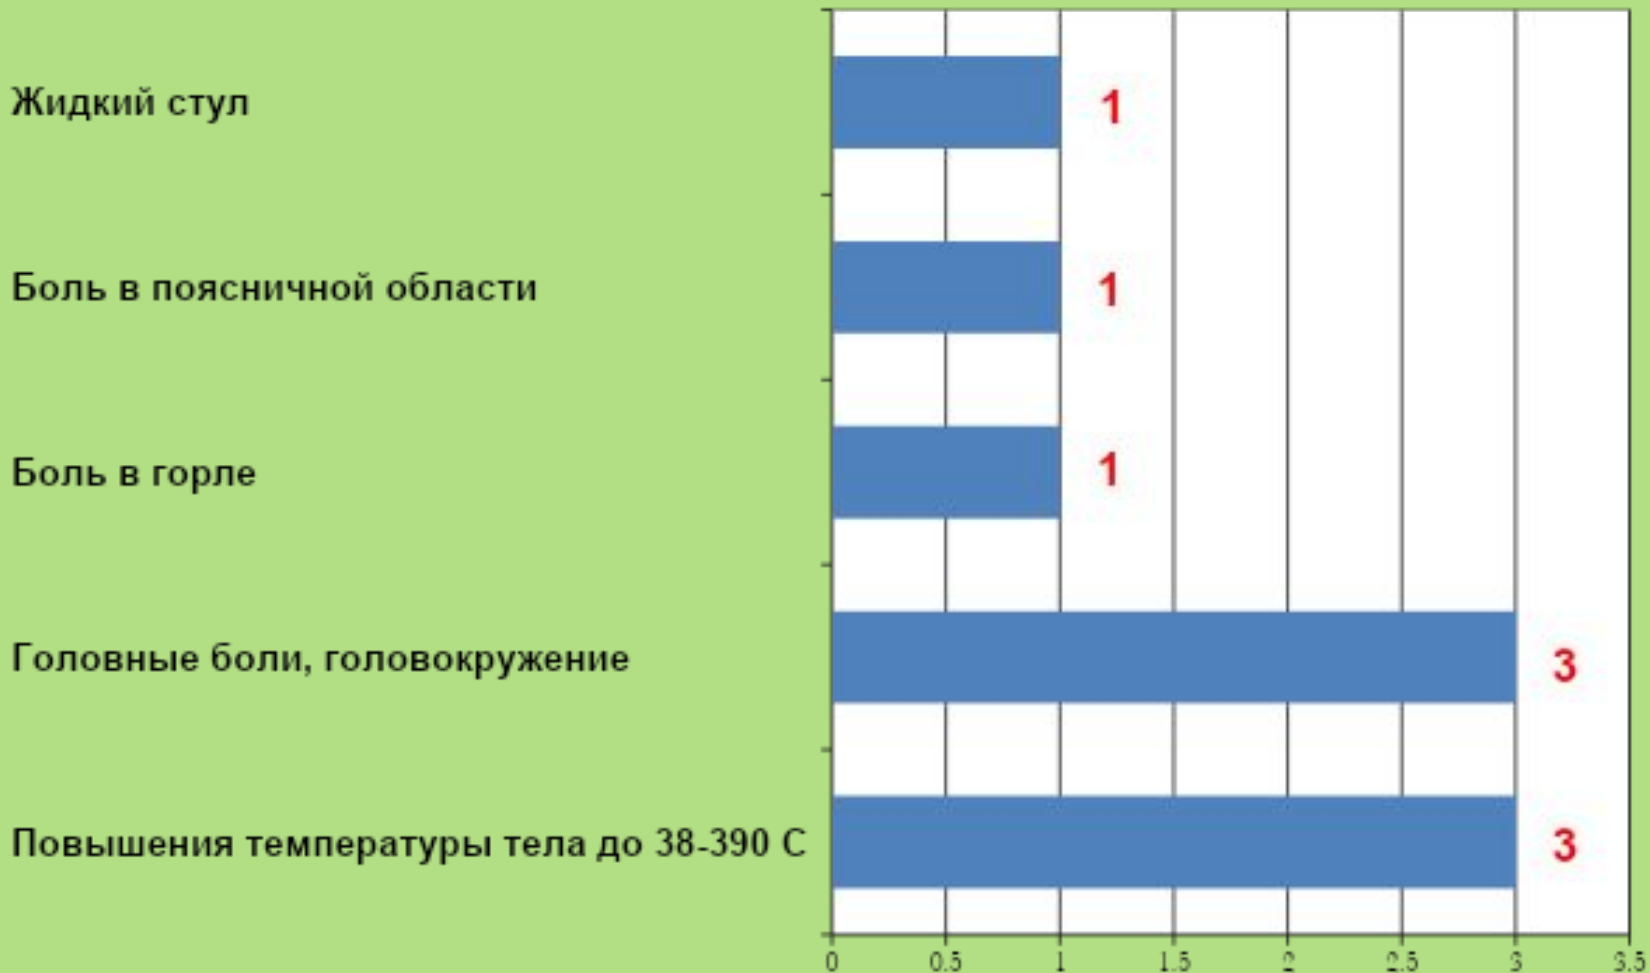 Жидкий стул 1
Боль в поясничной области 1
Боль в горле 1
Головные боли, головокружение 3
Повышения температуры тела до 38-390 С 3
0 0.5 1 1.5 2 2.5 3 3.5